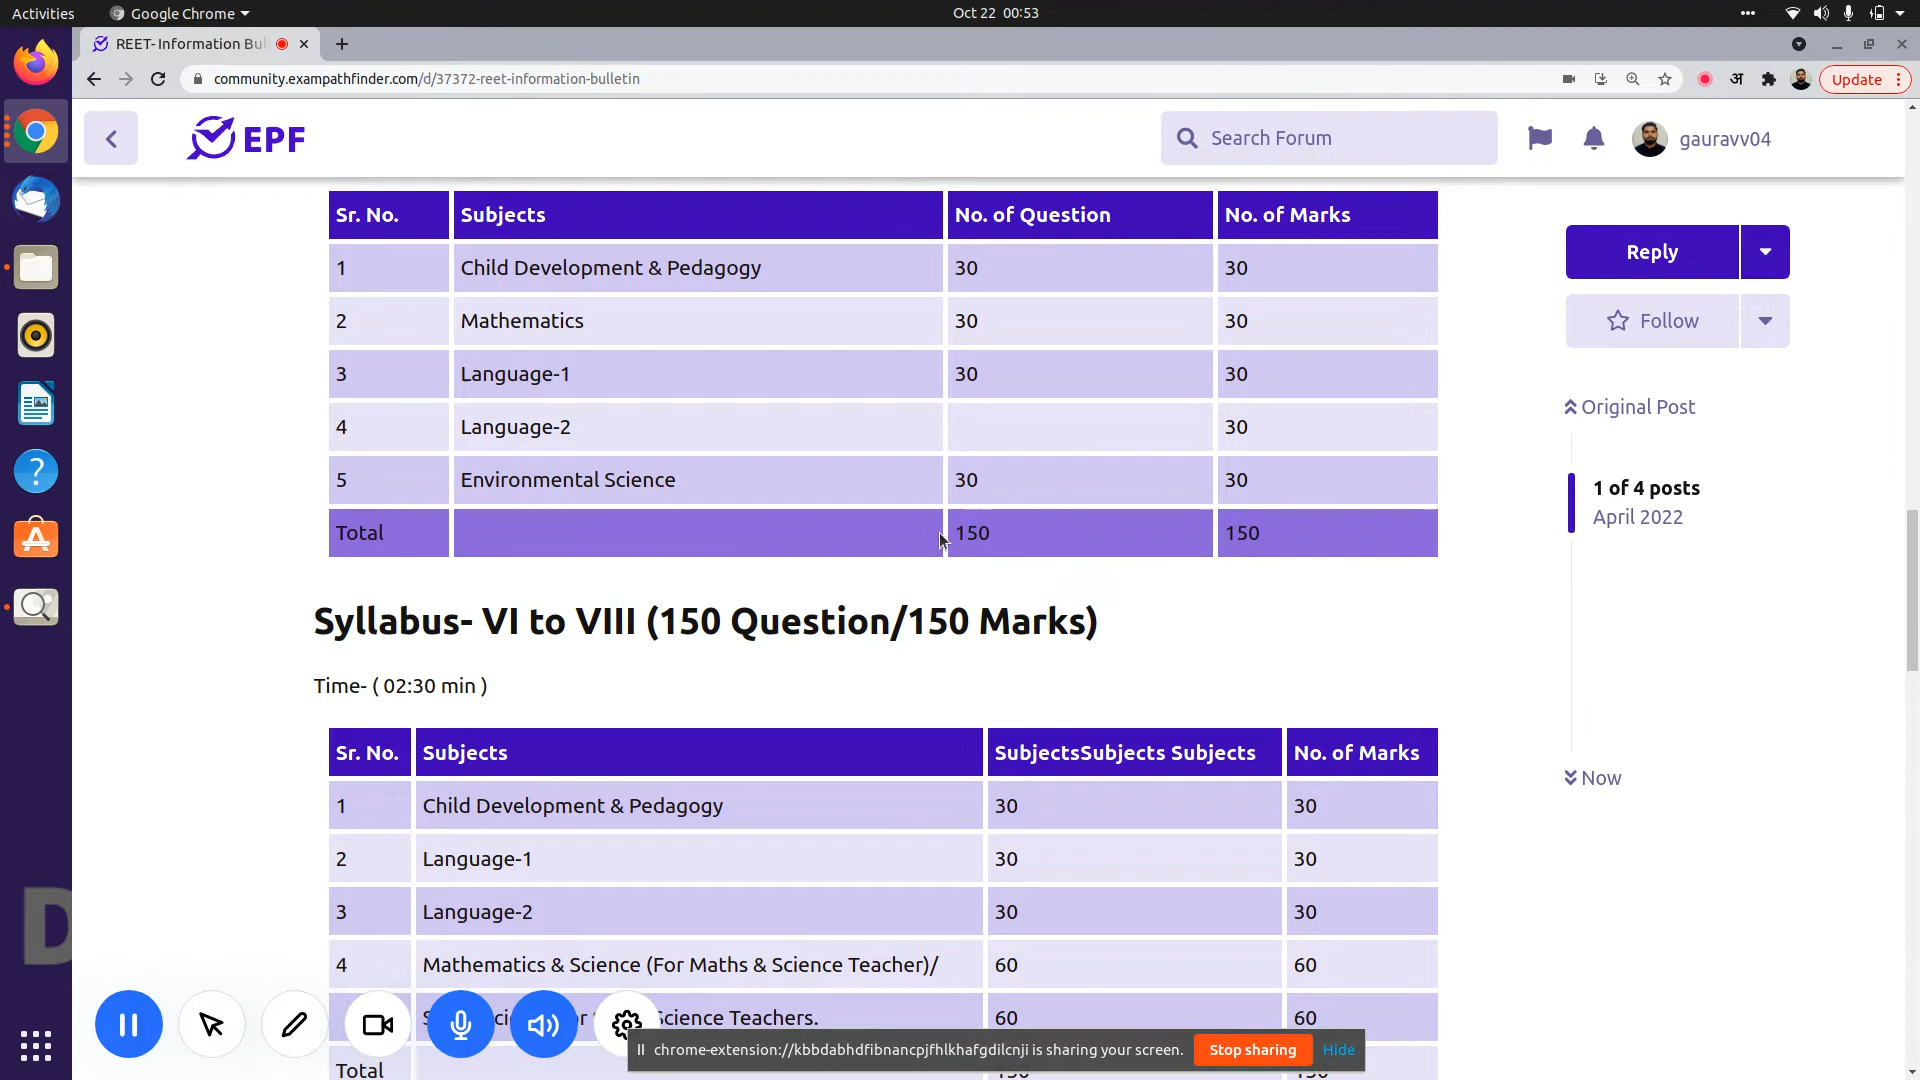 Activities Google Chrome Oct 22 00:53
REET- Information Bul
community.exampathfinder.com/d/37372-reet-information-bulletin अ Update
EPF Search Forum gauravv04
Sr. No. Subjects No. of Question No. of Marks
1 Child Development & Pedagogy 30 30
2 Mathematics 30 30
3 Language-1 30 30
4 Language-2 30
5 Environmental Science 30 30
Total 150 150
Reply
Follow
Original Post
1 of 4 posts
April 2022
Now
Syllabus- VI to VIII (150 Question/150 Marks)
Time- ( 02:30 min )
Sr. No. Subjects SubjectsSubjects Subjects No. of Marks
1 Child Development & Pedagogy 30 30
2 Language-1 30 30
3 Language-2 30 30
4 Mathematics & Science (For Maths & Science Teacher)/ 60 60
Science Teachers. 60 60
Total
chrome-extension://kbbdabhdfibnancpjfhlkhafgdilcnji is sharing your screen. Stop sharing Hide